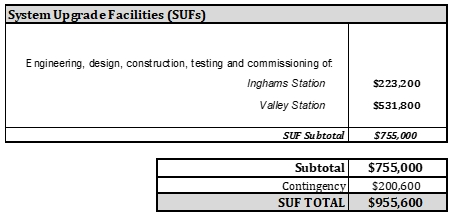 System Upgrade Facilities (SUFs)
Engineering, design, construction, testing and commissioning of:
Inghams Station $223,200
Valley Station $531,800
SUF Subtotal $755,000
Subtotal $755,000
Contingency $200,600
SUF TOTAL $955,600